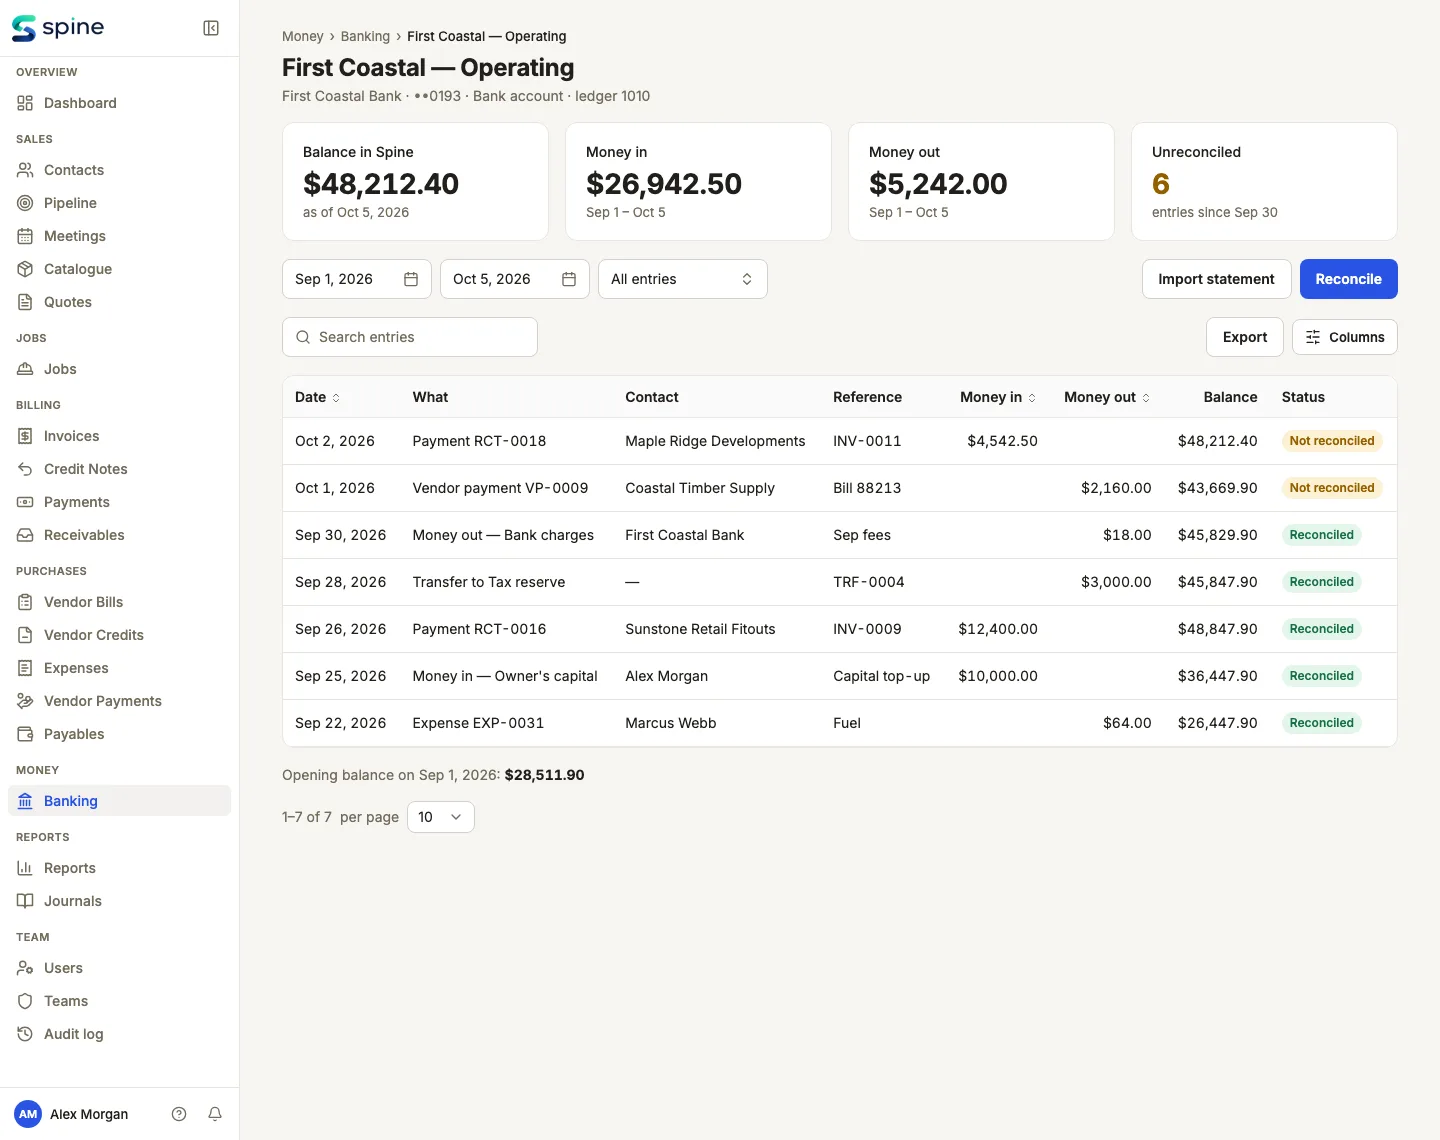 spine
OVERVIEW
Dashboard
SALES
Contacts
Pipeline
Meetings
Catalogue
Quotes
JOBS
Jobs
BILLING
Invoices
Credit Notes
Payments
Receivables
PURCHASES
Vendor Bills
Vendor Credits
Expenses
Vendor Payments
Payables
MONEY
Banking
REPORTS
Reports
Journals
TEAM
Users
Teams
Audit log
AM Alex Morgan
Money › Banking › First Coastal — Operating
First Coastal — Operating
First Coastal Bank · ••0193 · Bank account · ledger 1010
Balance in Spine
$48,212.40
as of Oct 5, 2026
Money in
$26,942.50
Sep 1 – Oct 5
Money out
$5,242.00
Sep 1 – Oct 5
Unreconciled
6
entries since Sep 30
Sep 1, 2026 Oct 5, 2026 All entries Import statement Reconcile
Search entries Export Columns
Date What Contact Reference Money in Money out Balance Status
Oct 2, 2026 Payment RCT-0018 Maple Ridge Developments INV-0011 $4,542.50 $48,212.40 Not reconciled
Oct 1, 2026 Vendor payment VP-0009 Coastal Timber Supply Bill 88213 $2,160.00 $43,669.90 Not reconciled
Sep 30, 2026 Money out — Bank charges First Coastal Bank Sep fees $18.00 $45,829.90 Reconciled
Sep 28, 2026 Transfer to Tax reserve — TRF-0004 $3,000.00 $45,847.90 Reconciled
Sep 26, 2026 Payment RCT-0016 Sunstone Retail Fitouts INV-0009 $12,400.00 $48,847.90 Reconciled
Sep 25, 2026 Money in — Owner's capital Alex Morgan Capital top-up $10,000.00 $36,447.90 Reconciled
Sep 22, 2026 Expense EXP-0031 Marcus Webb Fuel $64.00 $26,447.90 Reconciled
Opening balance on Sep 1, 2026: $28,511.90
1–7 of 7 per page 10